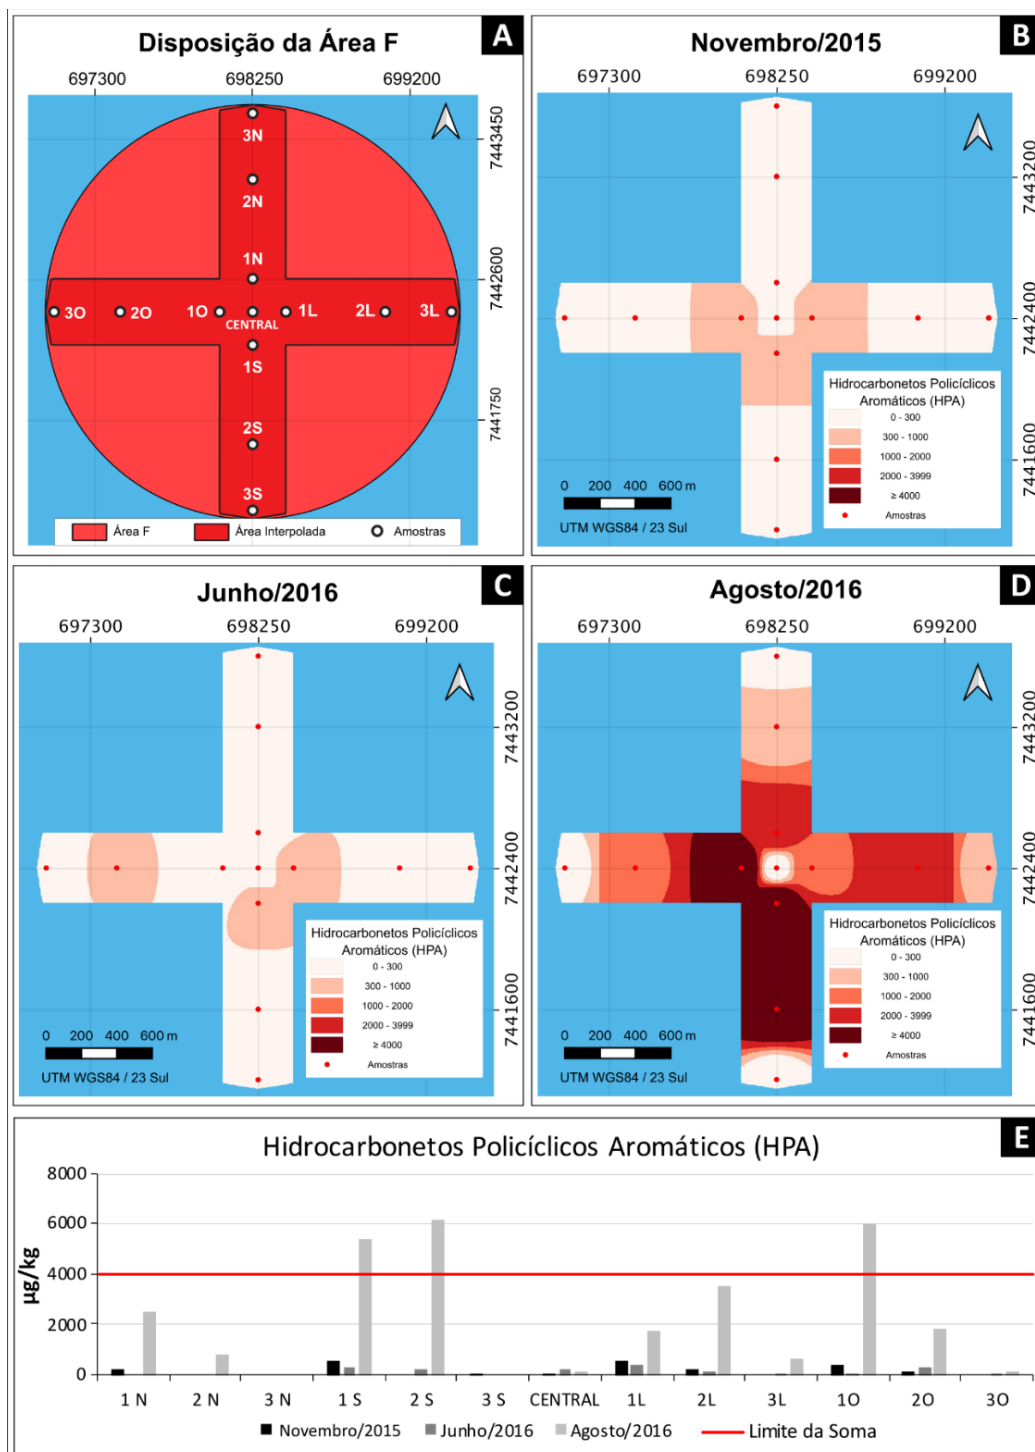 A
Disposição da Área F
697300 698250 699200
7443450
7442600
7441750
3N
2N
1N
3O 2O 1O CENTRAL 1L 2L 3L
1S
2S
3S
Área F Área Interpolada Amostras
B
Novembro/2015
697300 698250 699200
7443200
7442400
7441600
Hidrocarbonetos Policíclicos
Aromáticos (HPA)
0 - 300
300 - 1000
1000 - 2000
2000 - 3999
≥ 4000
Amostras
0 200 400 600 m
UTM WGS84 / 23 Sul
C
Junho/2016
697300 698250 699200
7443200
7442400
7441600
Hidrocarbonetos Policíclicos
Aromáticos (HPA)
0 - 300
300 - 1000
1000 - 2000
2000 - 3999
≥ 4000
Amostras
0 200 400 600 m
UTM WGS84 / 23 Sul
D
Agosto/2016
697300 698250 699200
7443200
7442400
7441600
Hidrocarbonetos Policíclicos
Aromáticos (HPA)
0 - 300
300 - 1000
1000 - 2000
2000 - 3999
≥ 4000
Amostras
0 200 400 600 m
UTM WGS84 / 23 Sul
E
Hidrocarbonetos Policíclicos Aromáticos (HPA)
µg/kg
8000
6000
4000
2000
0
1 N 2 N 3 N 1 S 2 S 3 S CENTRAL 1L 2L 3L 1O 2O 3O
Novembro/2015 Junho/2016 Agosto/2016 Limite da Soma